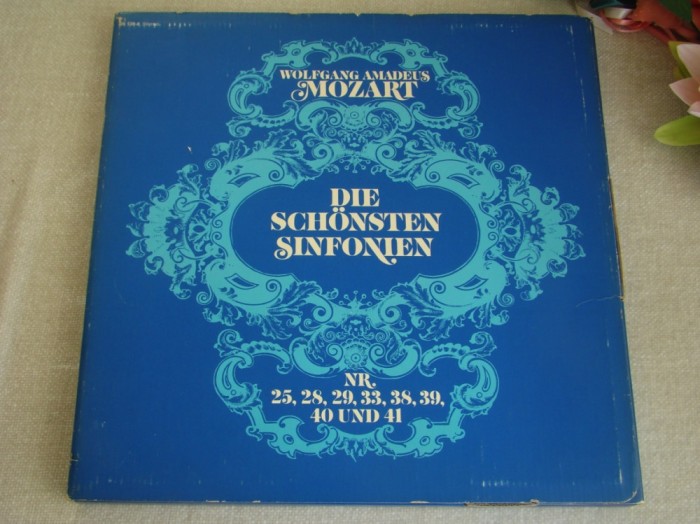 WOLFGANG AMADEUS
MOZART
DIE
SCHÖNSTEN
SINFONIEN
NR.
25, 28, 29, 33, 38, 39,
40 UND 41